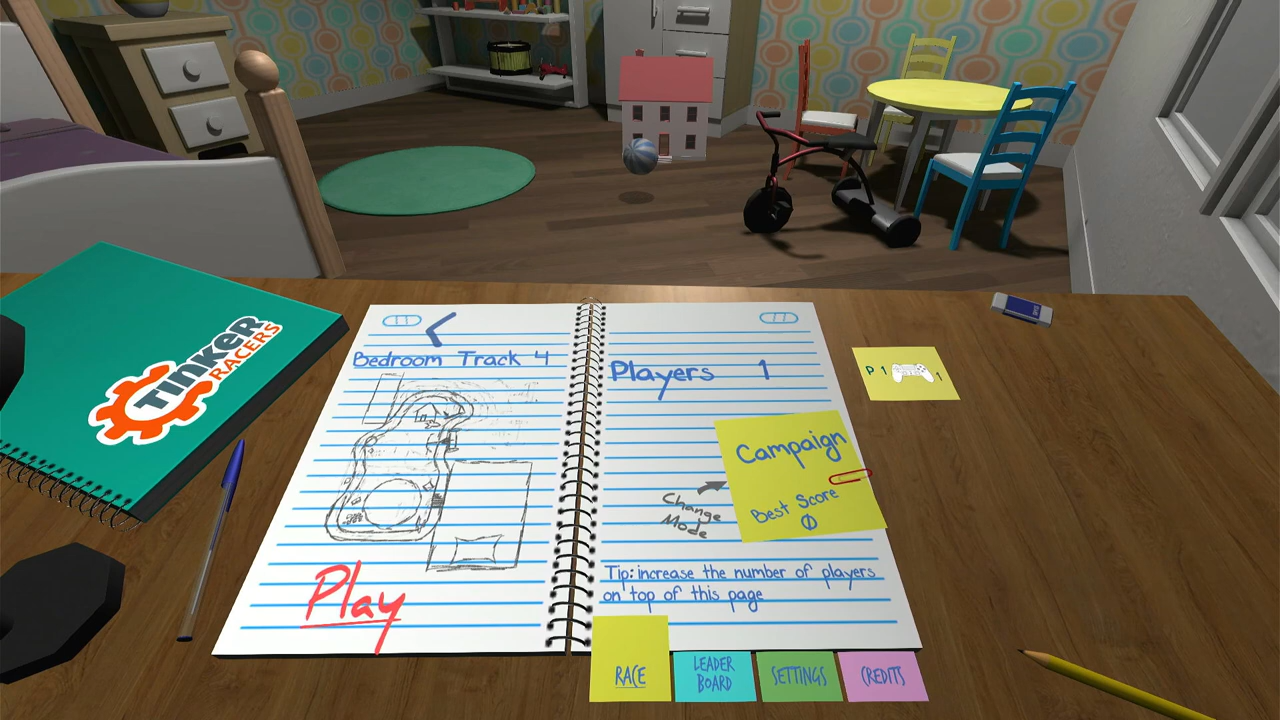 TINKER
RACERS
Bedroom Track 4
Play
Players 1
P1
1
Campaign
Best Score
0
Change
Mode
Tip: increase the number of players
on top of this page
RACE
LEADER
BOARD
SETTINGS
CREDITS